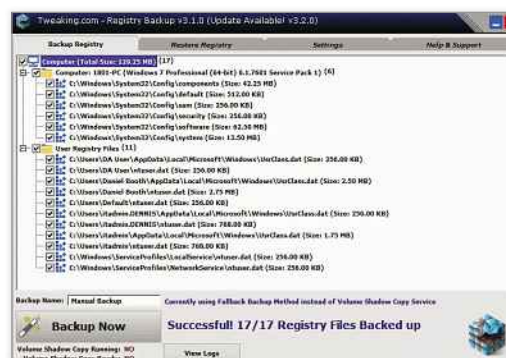 Tweaking.com - Registry Backup v3.1.0 (Update Available! v3.2.0)
Backup Registry
Restore Registry
Settings
Help & Support
Computer (Total Size: 129.25 MB) (17)
Computer: 1801-PC (Windows 7 Professional (64-bit) 6.1.7601 Service Pack 1) (6)
C:\Windows\System32\Config\components (Size: 42.25 MB)
C:\Windows\System32\Config\default (Size: 512.00 KB)
C:\Windows\System32\Config\sam (Size: 256.00 KB)
C:\Windows\System32\Config\security (Size: 256.00 KB)
C:\Windows\System32\Config\software (Size: 62.50 MB)
C:\Windows\System32\Config\system (Size: 13.50 MB)
User Registry Files (11)
C:\Users\DA User\AppData\Local\Microsoft\Windows\UsrClass.dat (Size: 256.00 KB)
C:\Users\DA User\ntuser.dat (Size: 256.00 KB)
C:\Users\Daniel Booth\AppData\Local\Microsoft\Windows\UsrClass.dat (Size: 2.50 MB)
C:\Users\Daniel Booth\ntuser.dat (Size: 2.75 MB)
C:\Users\Default\ntuser.dat (Size: 256.00 KB)
C:\Users\itadmin.DENNIS\AppData\Local\Microsoft\Windows\UsrClass.dat (Size: 256.00 KB)
C:\Users\itadmin.DENNIS\ntuser.dat (Size: 768.00 KB)
C:\Users\itadmin\AppData\Local\Microsoft\Windows\UsrClass.dat (Size: 1.75 MB)
C:\Users\itadmin\ntuser.dat (Size: 768.00 KB)
C:\Windows\ServiceProfiles\LocalService\ntuser.dat (Size: 256.00 KB)
C:\Windows\ServiceProfiles\NetworkService\ntuser.dat (Size: 256.00 KB)
Backup Name: Manual Backup
Currently using Fallback Backup Method instead of Volume Shadow Copy Service
Backup Now
Successful! 17/17 Registry Files Backed up
Volume Shadow Copy Running: NO
View Logs